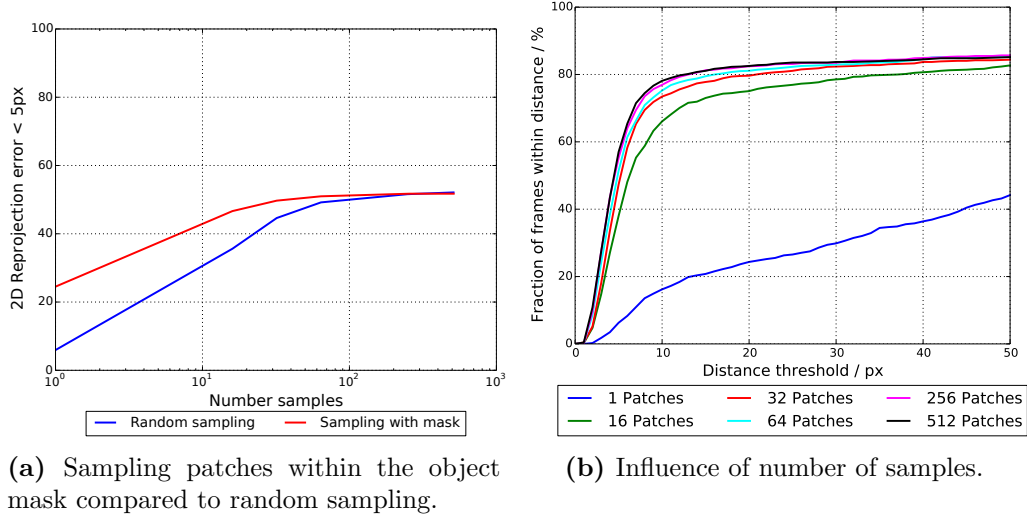 100
80
60
40
20
0
10^0
10^1
10^2
10^3
2D Reprojection error < 5px
Number samples
Random sampling
Sampling with mask
(a) Sampling patches within the object
mask compared to random sampling.
100
80
60
40
20
0
0
10
20
30
40
50
Fraction of frames within distance / %
Distance threshold / px
1 Patches
32 Patches
256 Patches
16 Patches
64 Patches
512 Patches
(b) Influence of number of samples.